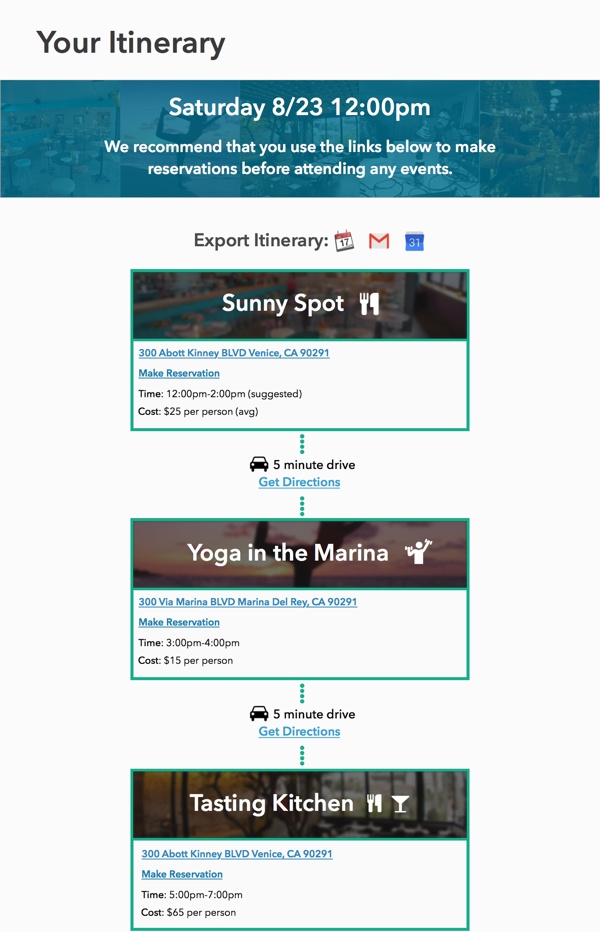 Your Itinerary
Saturday 8/23 12:00pm
We recommend that you use the links below to make
reservations before attending any events.
Export Itinerary: 17 31
Sunny Spot
300 Abott Kinney BLVD Venice, CA 90291
Make Reservation
Time: 12:00pm-2:00pm (suggested)
Cost: $25 per person (avg)
5 minute drive
Get Directions
Yoga in the Marina
300 Via Marina BLVD Marina Del Rey, CA 90291
Make Reservation
Time: 3:00pm-4:00pm
Cost: $15 per person
5 minute drive
Get Directions
Tasting Kitchen
300 Abott Kinney BLVD Venice, CA 90291
Make Reservation
Time: 5:00pm-7:00pm
Cost: $65 per person